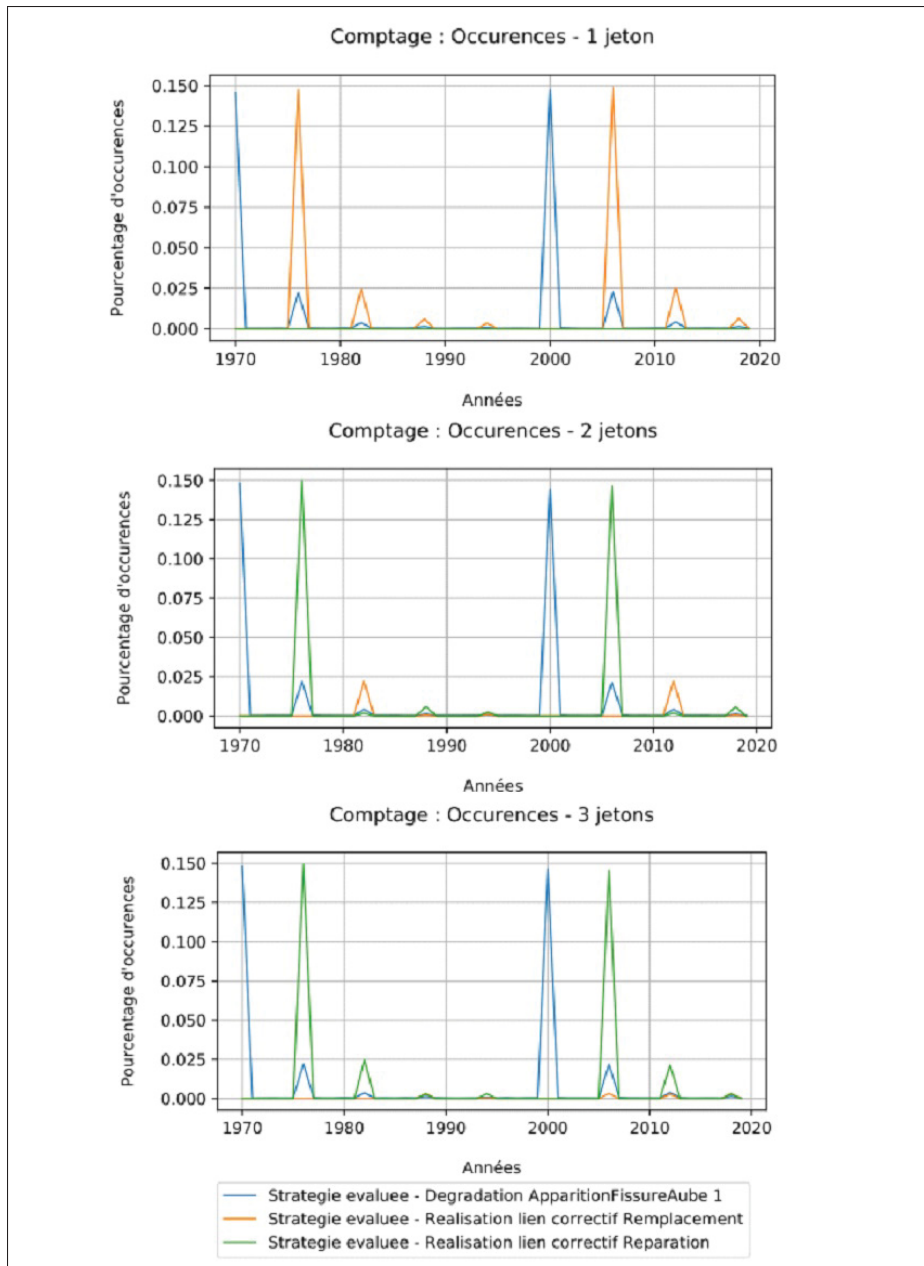 Comptage : Occurences - 1 jeton
Pourcentage d'occurences
0.150
0.125
0.100
0.075
0.050
0.025
0.000
1970 1980 1990 2000 2010 2020
Années
Comptage : Occurences - 2 jetons
Pourcentage d'occurences
0.150
0.125
0.100
0.075
0.050
0.025
0.000
1970 1980 1990 2000 2010 2020
Années
Comptage : Occurences - 3 jetons
Pourcentage d'occurences
0.150
0.125
0.100
0.075
0.050
0.025
0.000
1970 1980 1990 2000 2010 2020
Années
Strategie evaluee - Degradation ApparitionFissureAube 1
Strategie evaluee - Realisation lien correctif Remplacement
Strategie evaluee - Realisation lien correctif Reparation